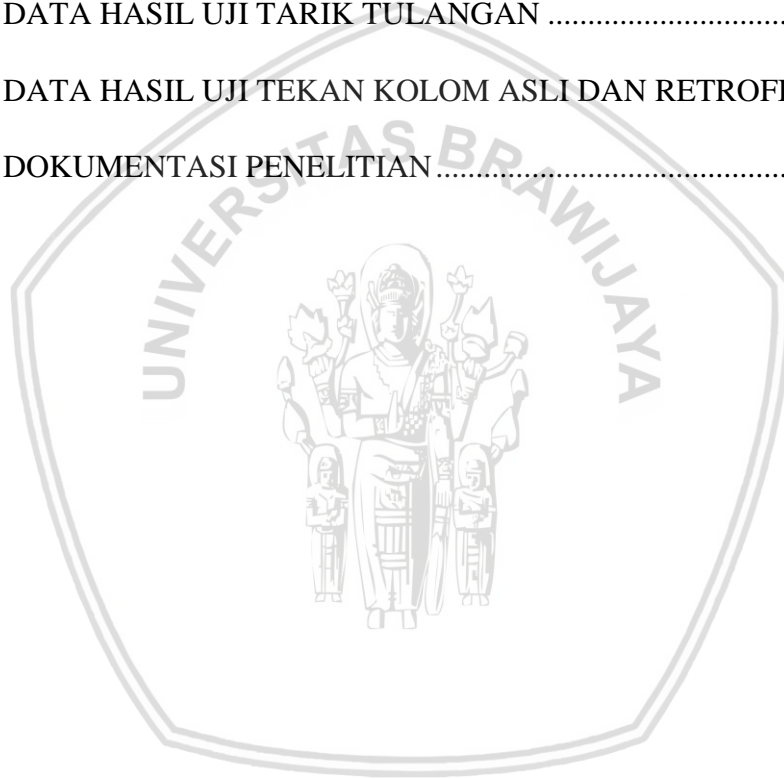 DATA HASIL UJI TARIK TULANGAN .............................
DATA HASIL UJI TEKAN KOLOM ASLI DAN RETROFI
DOKUMENTASI PENELITIAN...........................................
UNIVERSITAS BRAWIJAYA